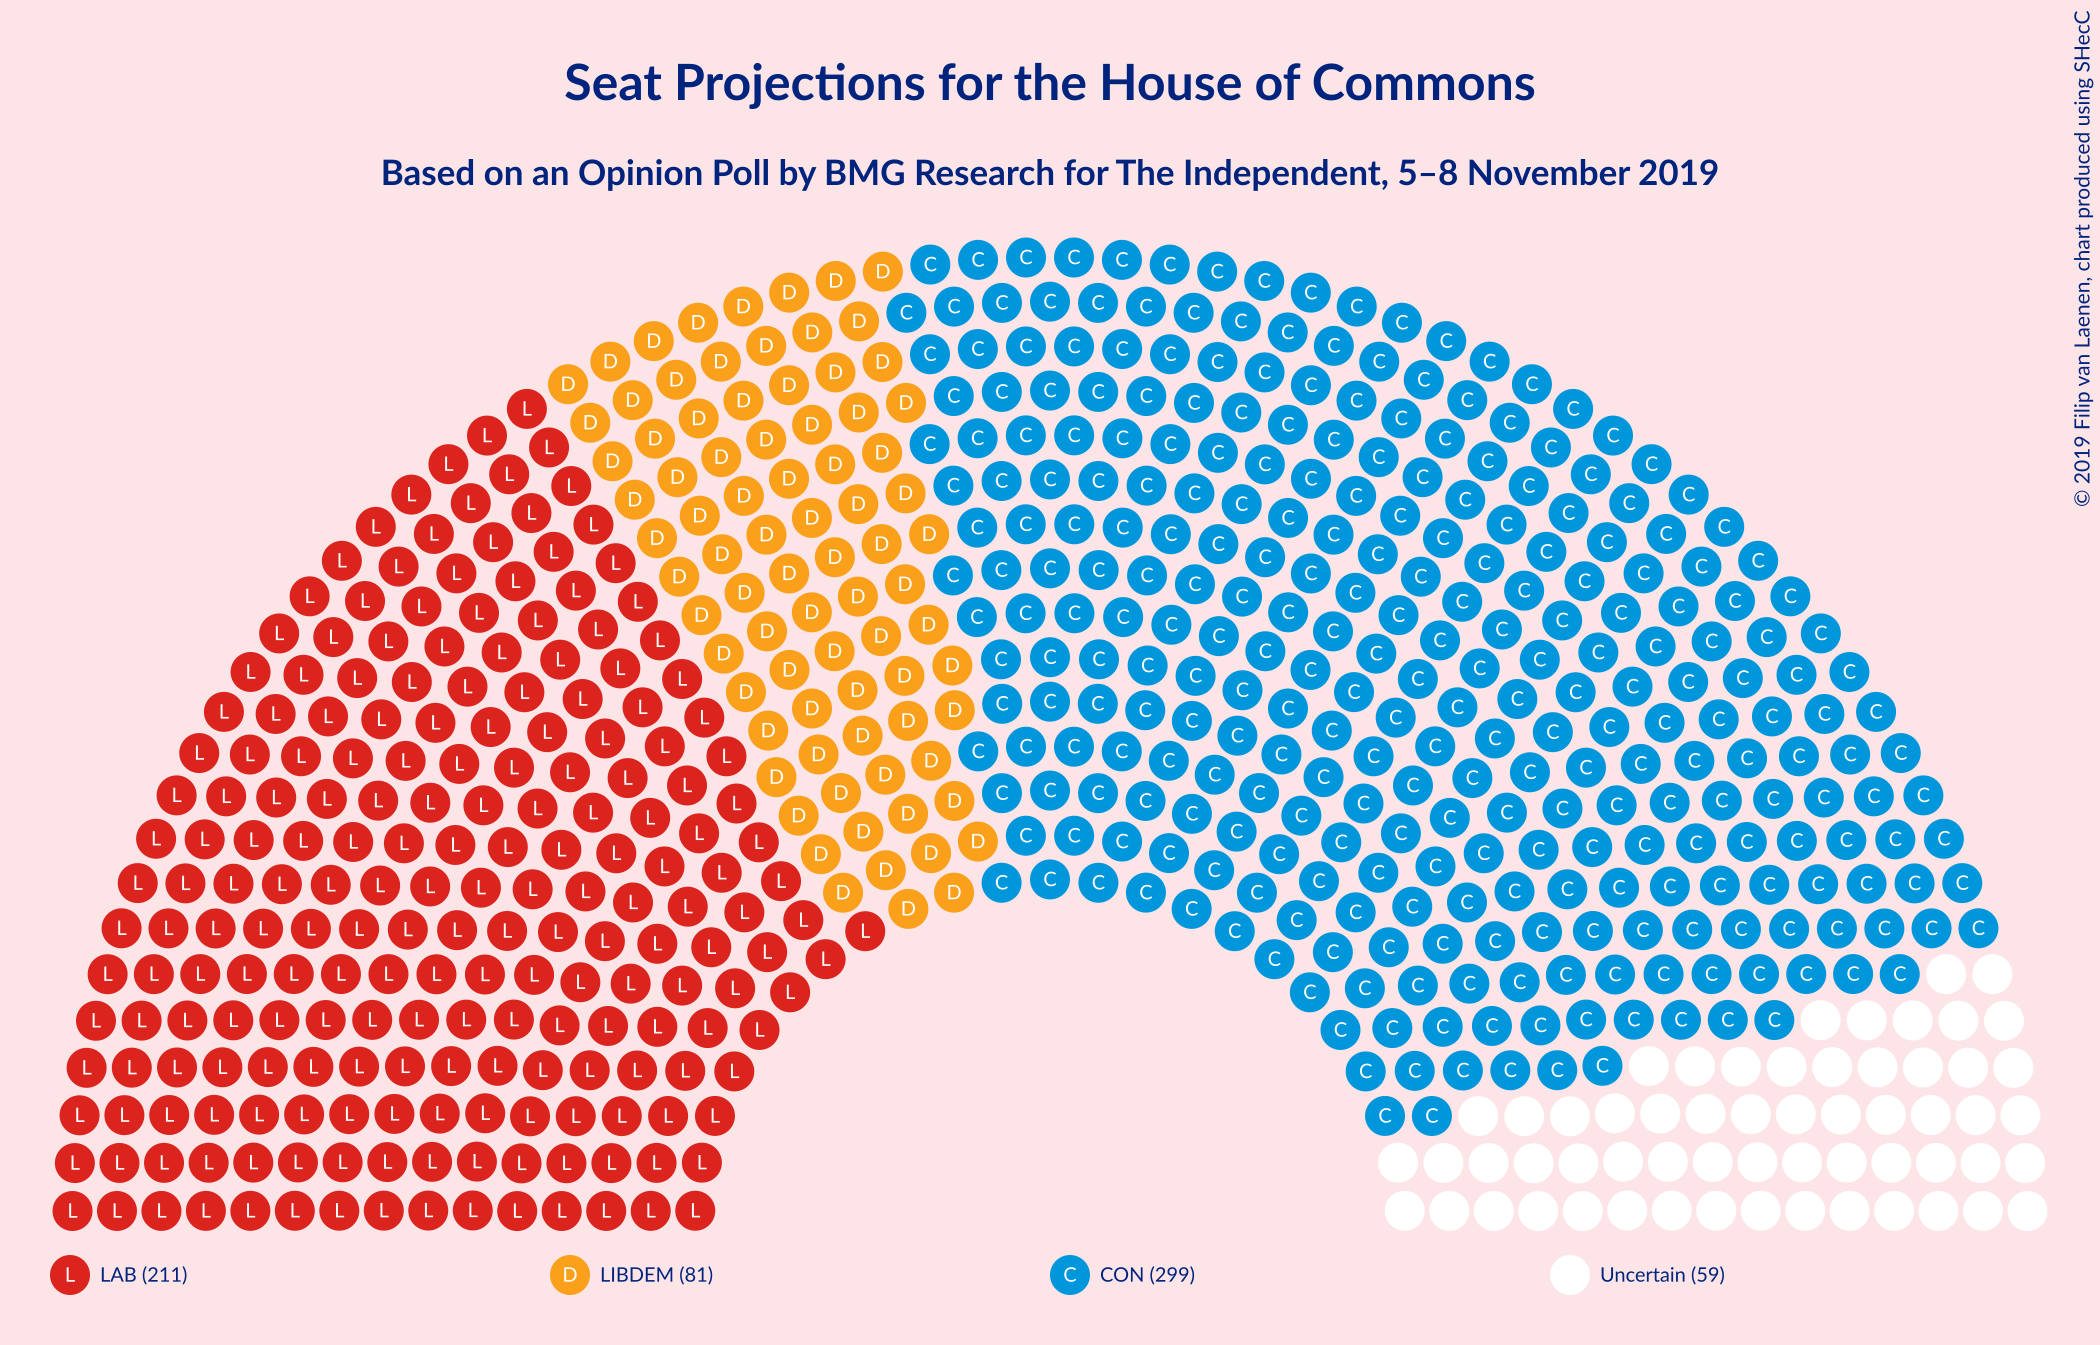 Seat Projections for the House of Commons
Based on an Opinion Poll by BMG Research for The Independent, 5–8 November 2019
© 2019 Filip van Laenen, chart produced using SHecC
L LAB (211)
D LIBDEM (81)
C CON (299)
Uncertain (59)